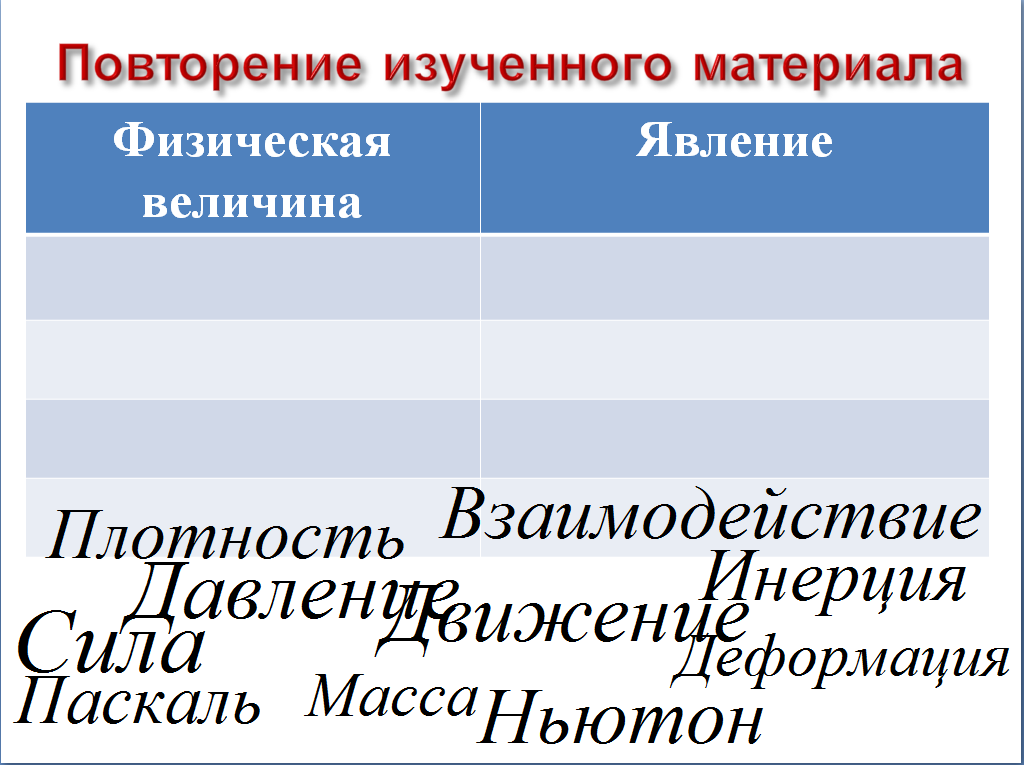 Повторение изученного материала
Физическая
величина
Явление
Плотность
Взаимодействие
Давление
Инерция
Движение
Сила
Деформация
Паскаль
Масса
Ньютон